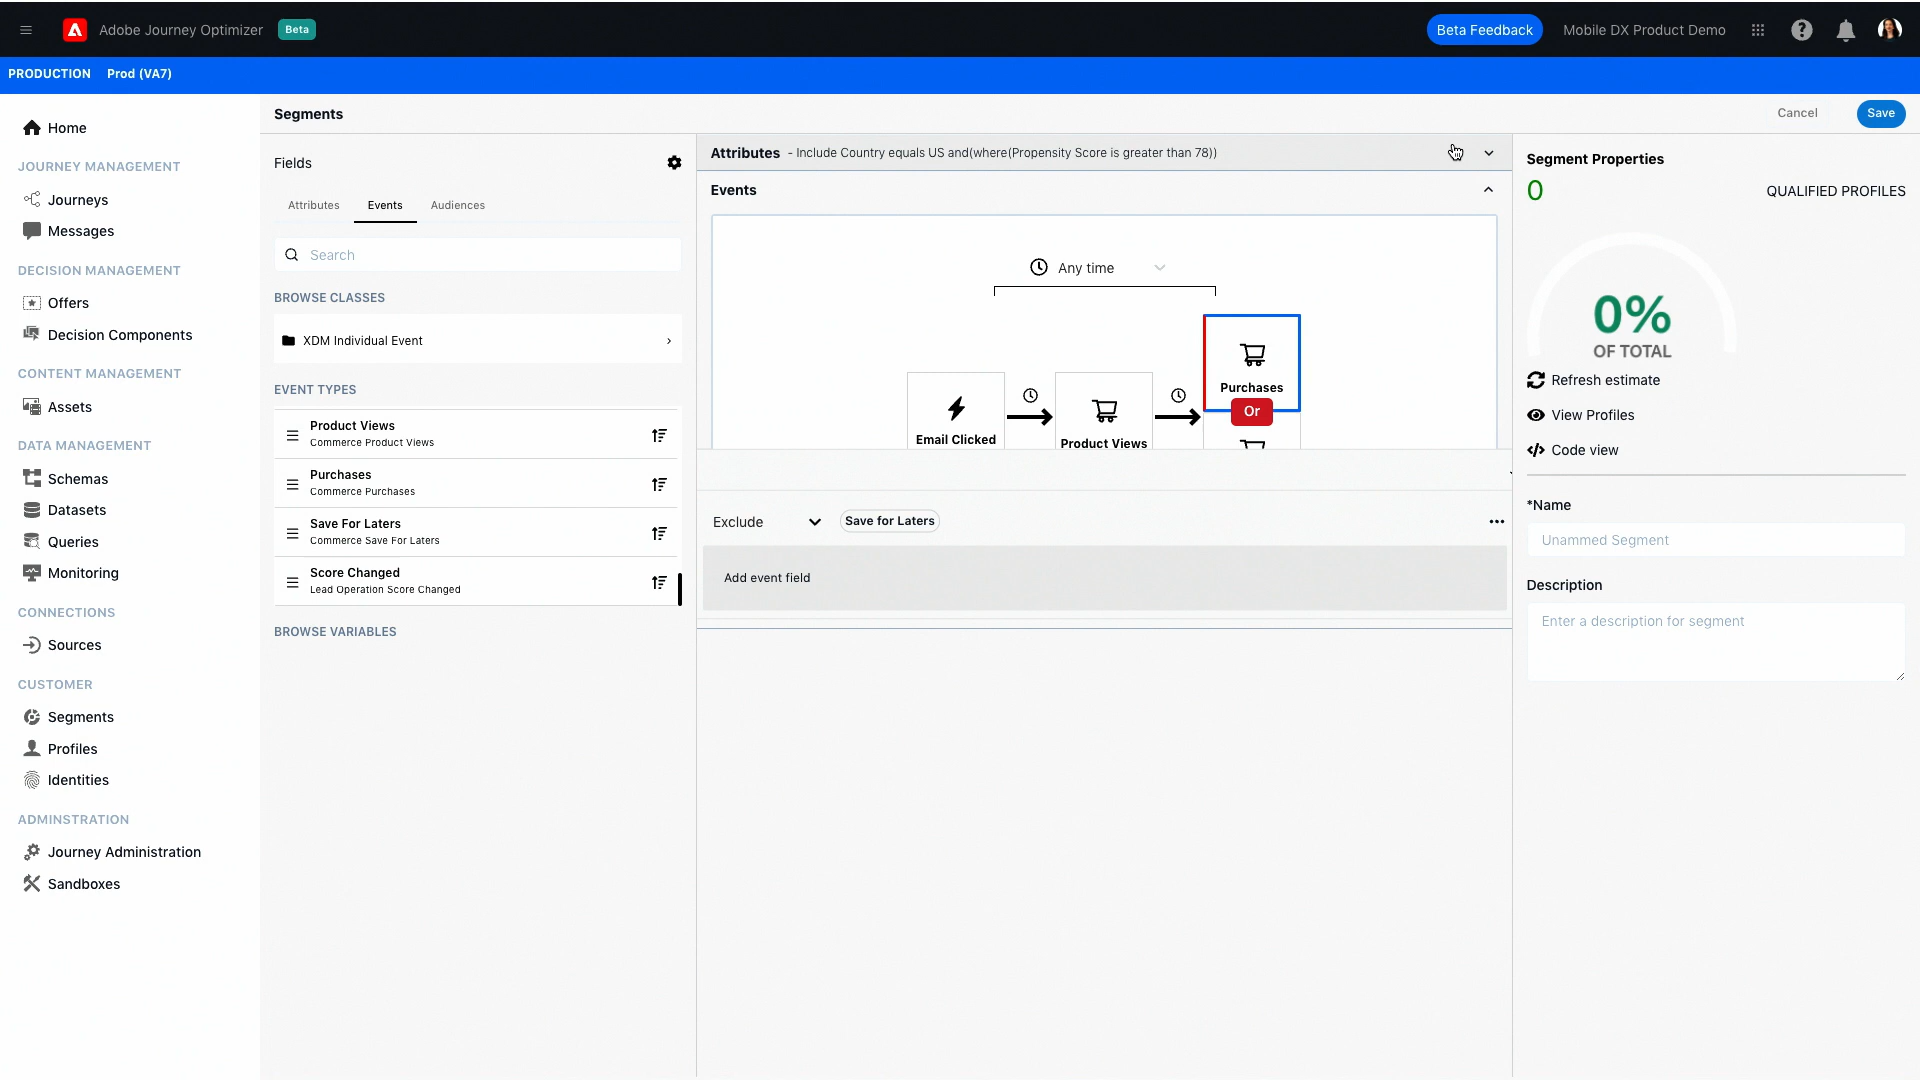 Adobe Journey Optimizer Beta
Beta Feedback Mobile DX Product Demo
PRODUCTION Prod (VA7)
Home
JOURNEY MANAGEMENT
Journeys
Messages
DECISION MANAGEMENT
Offers
Decision Components
CONTENT MANAGEMENT
Assets
DATA MANAGEMENT
Schemas
Datasets
Queries
Monitoring
CONNECTIONS
Sources
CUSTOMER
Segments
Profiles
Identities
ADMINSTRATION
Journey Administration
Sandboxes
Segments
Cancel Save
Fields
Attributes Events Audiences
Search
BROWSE CLASSES
XDM Individual Event
EVENT TYPES
Product Views
Commerce Product Views
Purchases
Commerce Purchases
Save For Laters
Commerce Save For Laters
Score Changed
Lead Operation Score Changed
BROWSE VARIABLES
Attributes - Include Country equals US and(where(Propensity Score is greater than 78))
Events
Any time
Purchases
Or
Email Clicked
Product Views
Exclude Save for Laters
Add event field
Segment Properties
0 QUALIFIED PROFILES
0%
OF TOTAL
Refresh estimate
View Profiles
Code view
*Name
Unammed Segment
Description
Enter a description for segment